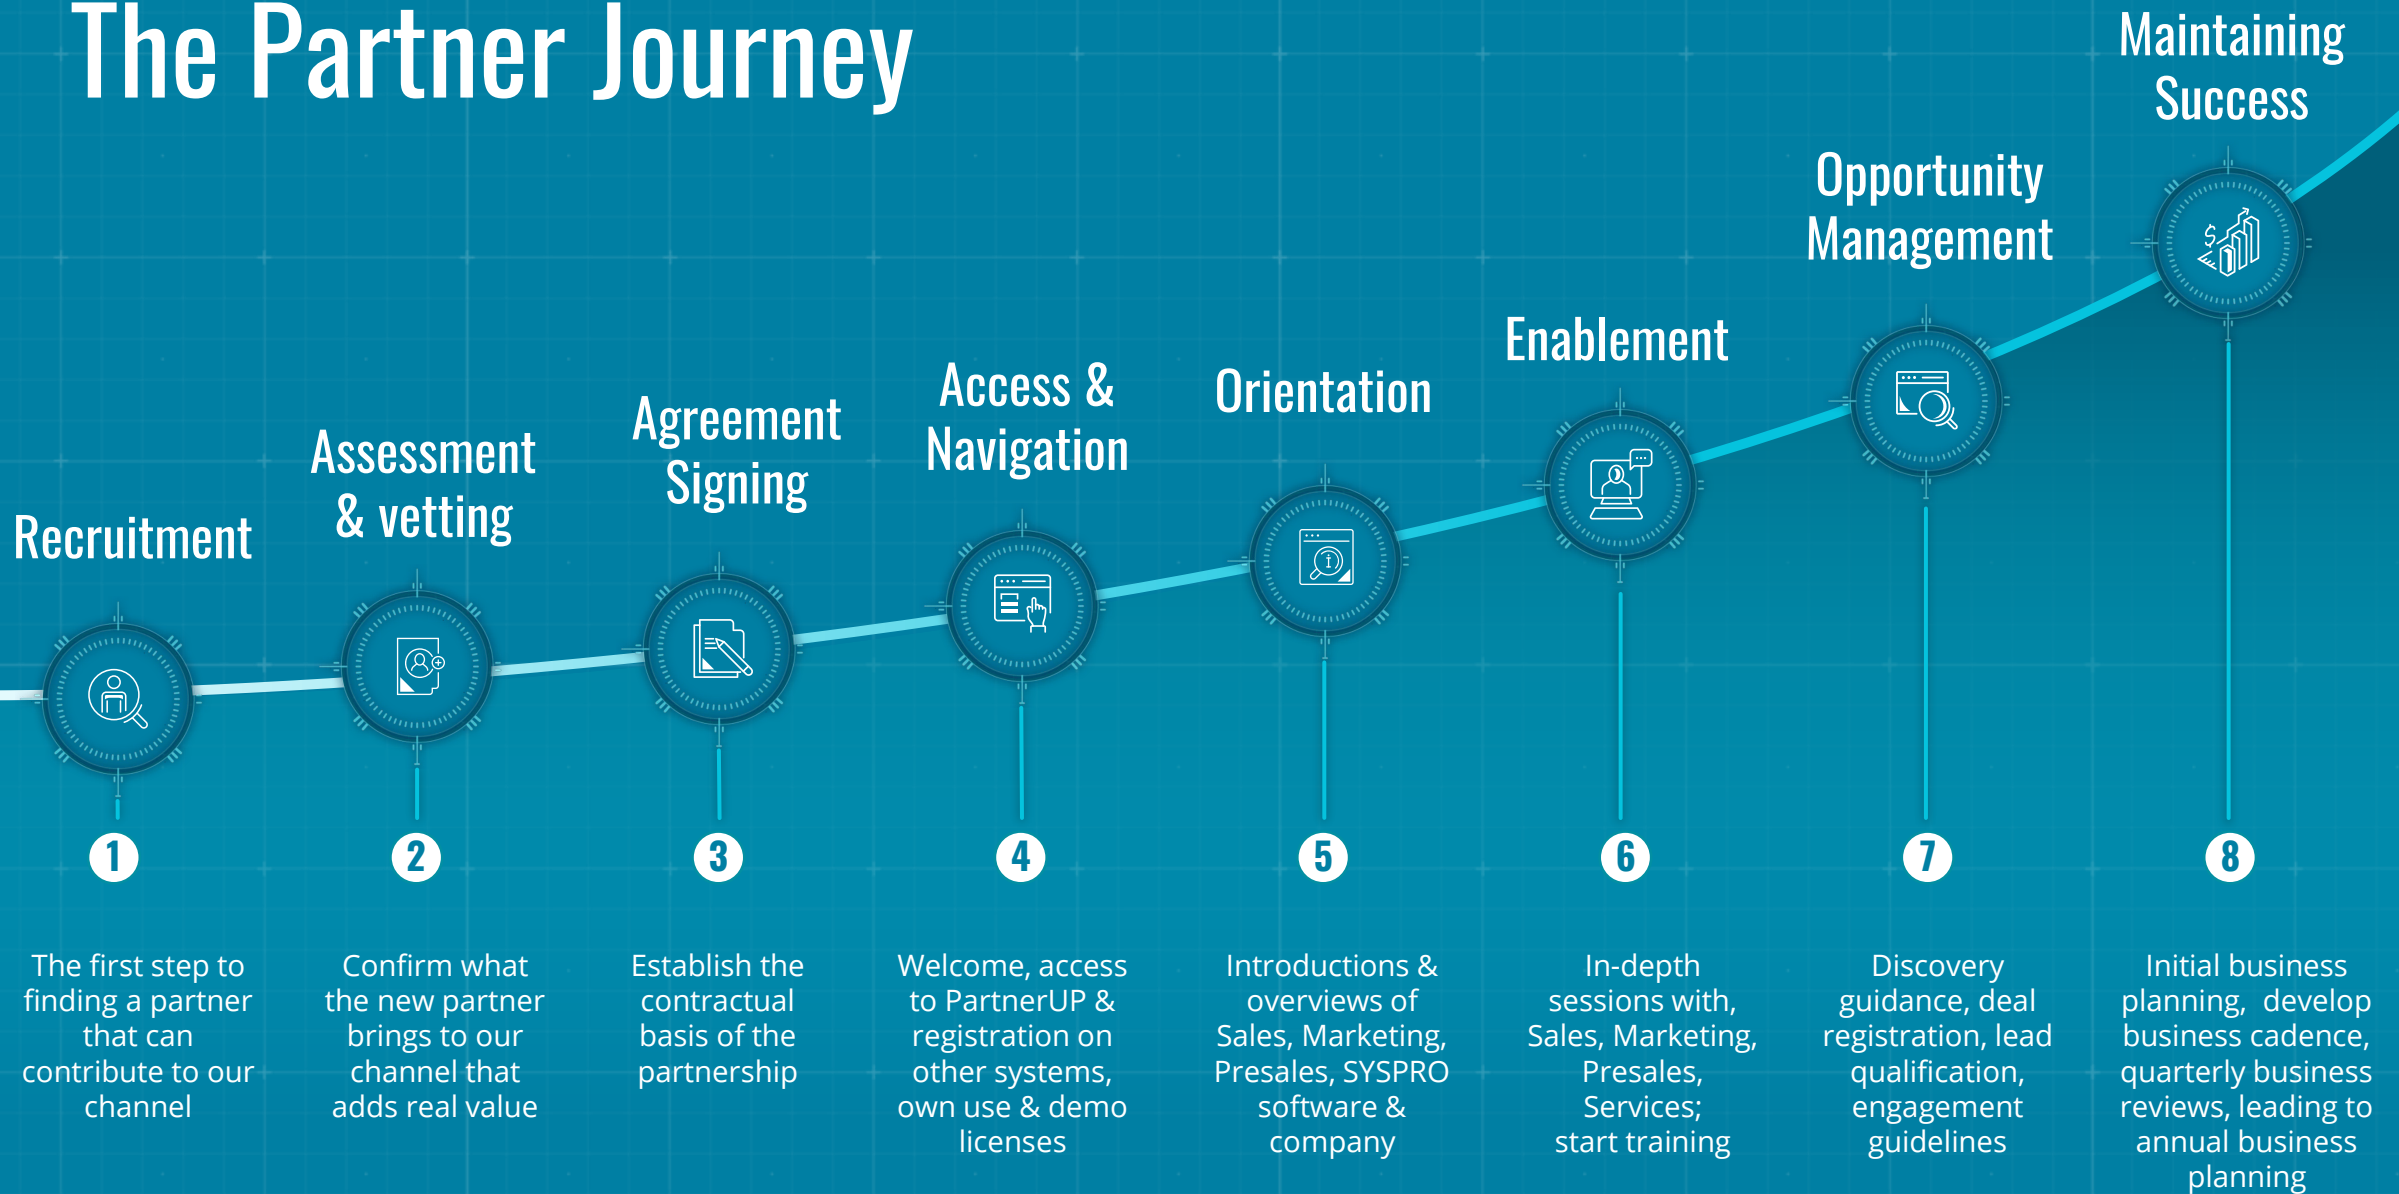 The Partner Journey
Recruitment
1
The first step to
finding a partner
that can
contribute to our
channel
Assessment
& vetting
2
Confirm what
the new partner
brings to our
channel that
adds real value
Agreement
Signing
3
Establish the
contractual
basis of the
partnership
Access &
Navigation
4
Welcome, access
to PartnerUP &
registration on
other systems,
own use & demo
licenses
Orientation
5
Introductions &
overviews of
Sales, Marketing,
Presales, SYSPRO
software &
company
Enablement
6
In-depth
sessions with,
Sales, Marketing,
Presales,
Services;
start training
Opportunity
Management
7
Discovery
guidance, deal
registration, lead
qualification,
engagement
guidelines
Maintaining
Success
8
Initial business
planning,  develop
business cadence,
quarterly business
reviews, leading to
annual business
planning